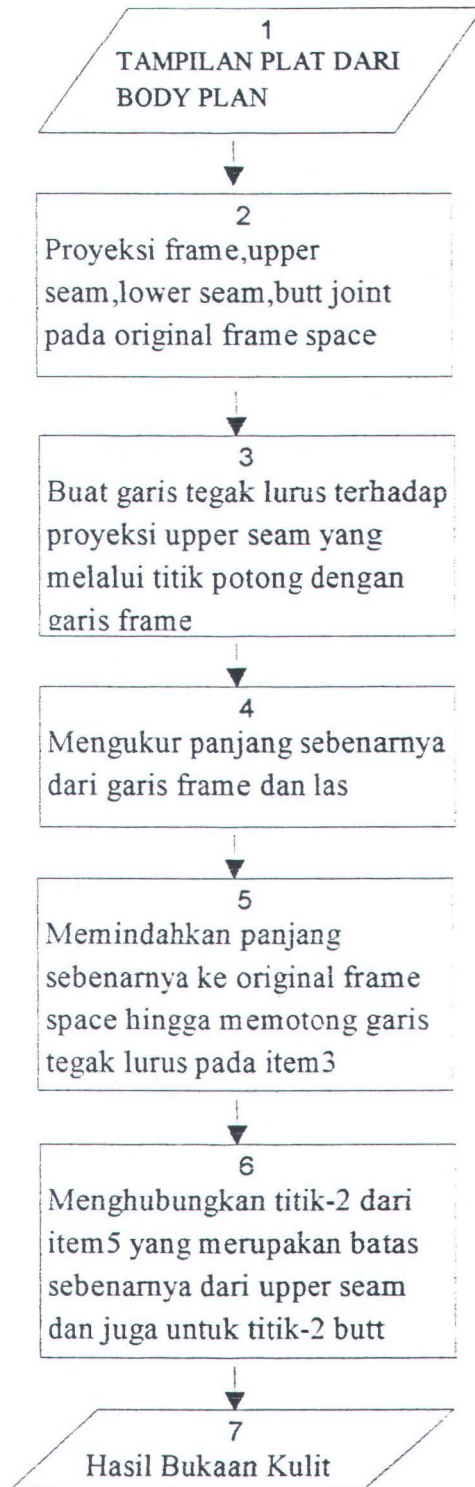 1
TAMPILAN PLAT DARI
BODY PLAN
2
Proyeksi frame,upper
seam,lower seam,butt joint
pada original frame space
3
Buat garis tegak lurus terhadap
proyeksi upper seam yang
melalui titik potong dengan
garis frame
4
Mengukur panjang sebenarnya
dari garis frame dan las
5
Memindahkan panjang
sebenarnya ke original frame
space hingga memotong garis
tegak lurus pada item3
6
Menghubungkan titik-2 dari
item5 yang merupakan batas
sebenarnya dari upper seam
dan juga untuk titik-2 butt
7
Hasil Bukaan Kulit